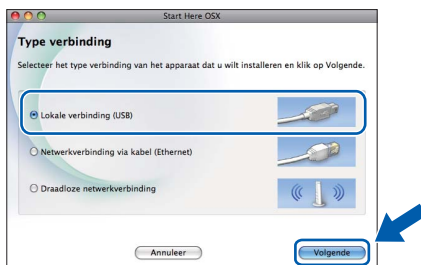 Start Here OSX
Type verbinding
Selecteer het type verbinding van het apparaat dat u wilt installeren en klik op Volgende.
Lokale verbinding (USB)
Netwerkverbinding via kabel (Ethernet)
Draadloze netwerkverbinding
Annuleer
Volgende